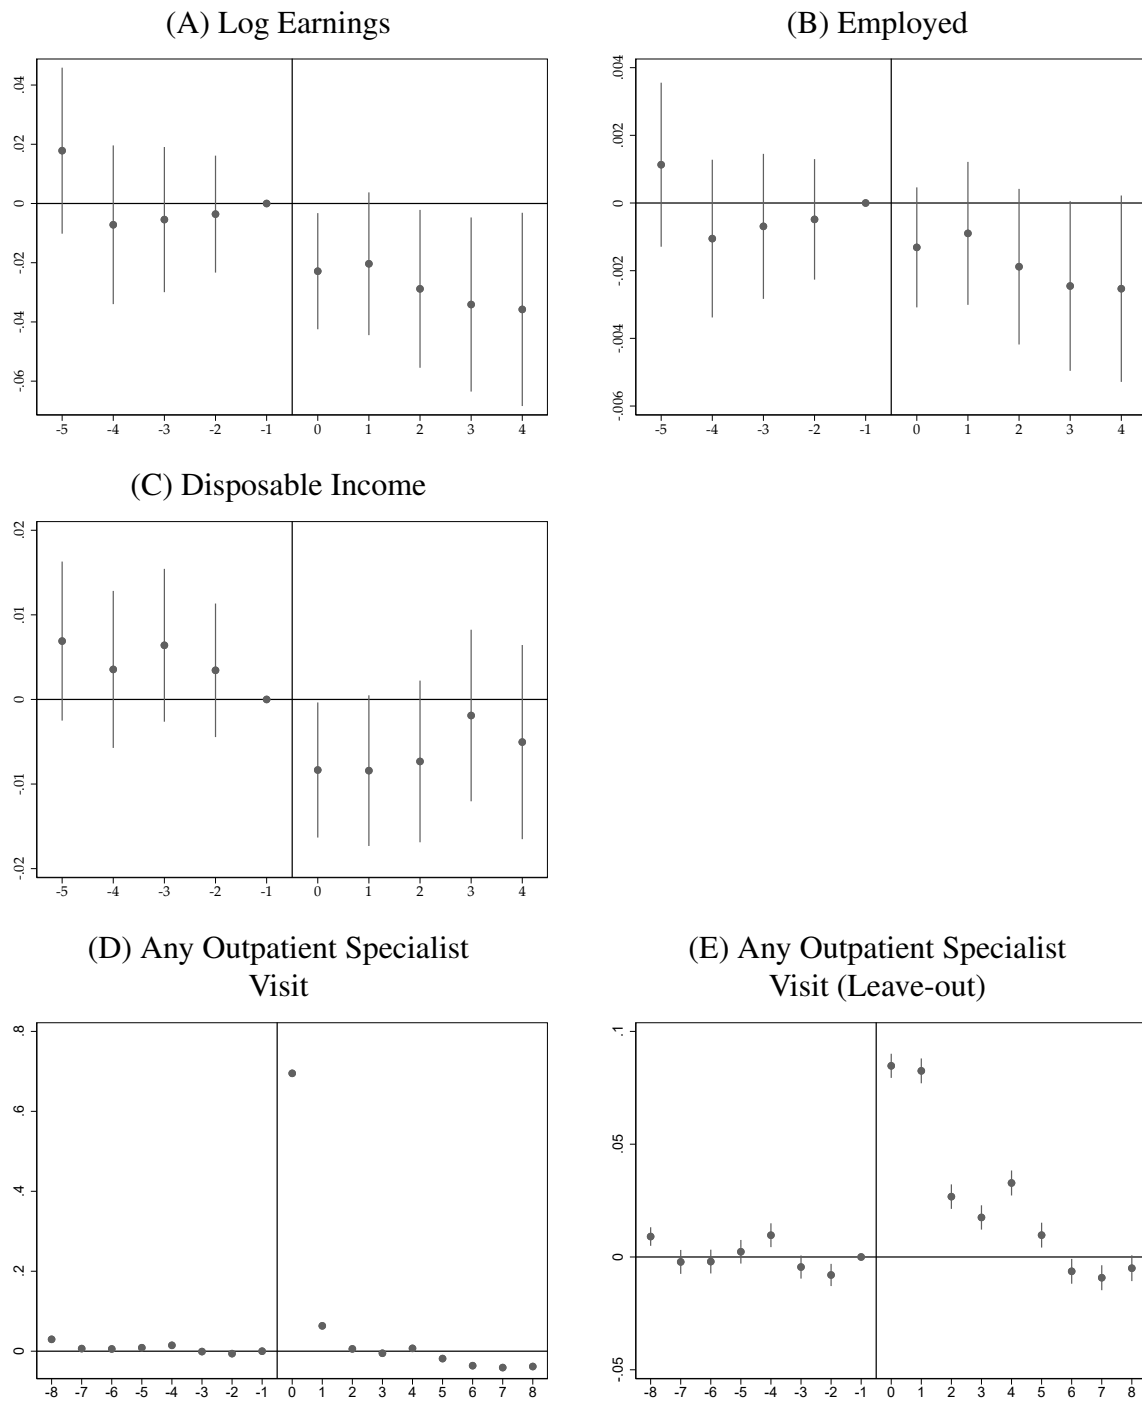 (A) Log Earnings
.04
.02
0
-.02
-.04
-.06
-5 -4 -3 -2 -1 0 1 2 3 4
(B) Employed
.004
.002
0
-.002
-.004
-.006
-5 -4 -3 -2 -1 0 1 2 3 4
(C) Disposable Income
.02
.01
0
-.01
-.02
-5 -4 -3 -2 -1 0 1 2 3 4
(D) Any Outpatient Specialist
Visit
.8
.6
.4
.2
0
-8 -7 -6 -5 -4 -3 -2 -1 0 1 2 3 4 5 6 7 8
(E) Any Outpatient Specialist
Visit (Leave-out)
.1
.05
0
-.05
-8 -7 -6 -5 -4 -3 -2 -1 0 1 2 3 4 5 6 7 8